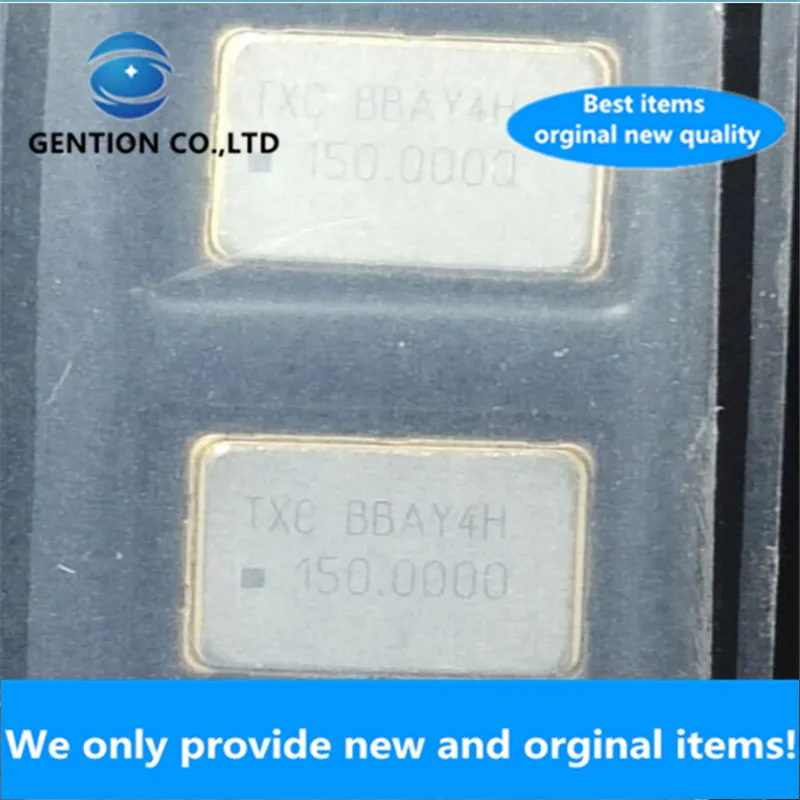 GENTION CO.,LTD
Best items
orginal new quality
TXC BBAY4H
150.0000
TXC BBAY4H
150.0000
We only provide new and orginal items!